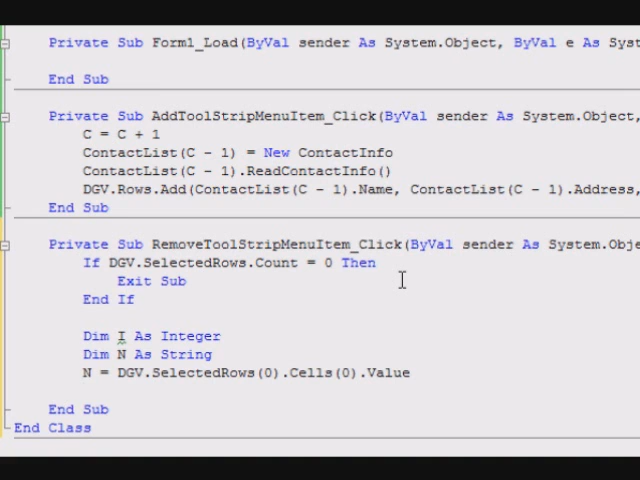 Private Sub Form1_Load(ByVal sender As System.Object, ByVal e As Syst
End Sub
Private Sub AddToolStripMenuItem_Click(ByVal sender As System.Object,
C = C + 1
ContactList(C - 1) = New ContactInfo
ContactList(C - 1).ReadContactInfo()
DGV.Rows.Add(ContactList(C - 1).Name, ContactList(C - 1).Address,
End Sub
Private Sub RemoveToolStripMenuItem_Click(ByVal sender As System.Obje
If DGV.SelectedRows.Count = 0 Then
Exit Sub
End If
Dim I As Integer
Dim N As String
N = DGV.SelectedRows(0).Cells(0).Value
End Sub
End Class